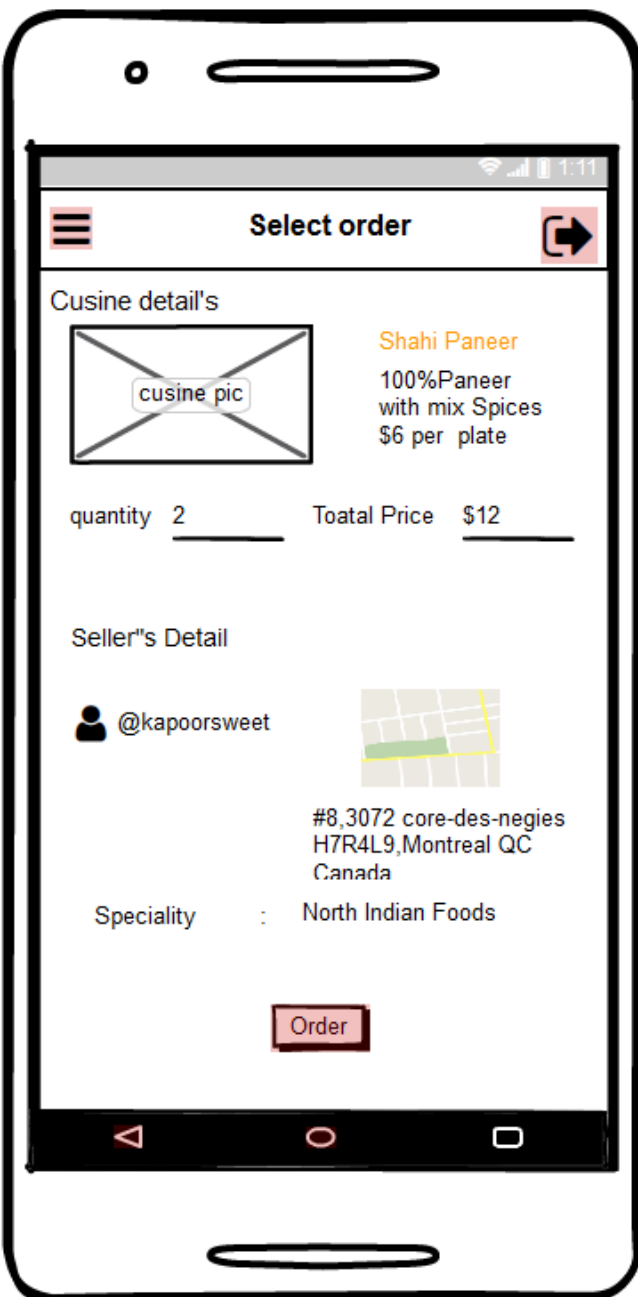 1:11
Select order
Cusine detail's
cusine pic
Shahi Paneer
100%Paneer
with mix Spices
$6 per plate
quantity 2 Toatal Price $12
Seller"s Detail
@kapoorsweet
#8,3072 core-des-negies
H7R4L9,Montreal QC
Canada
Speciality : North Indian Foods
Order